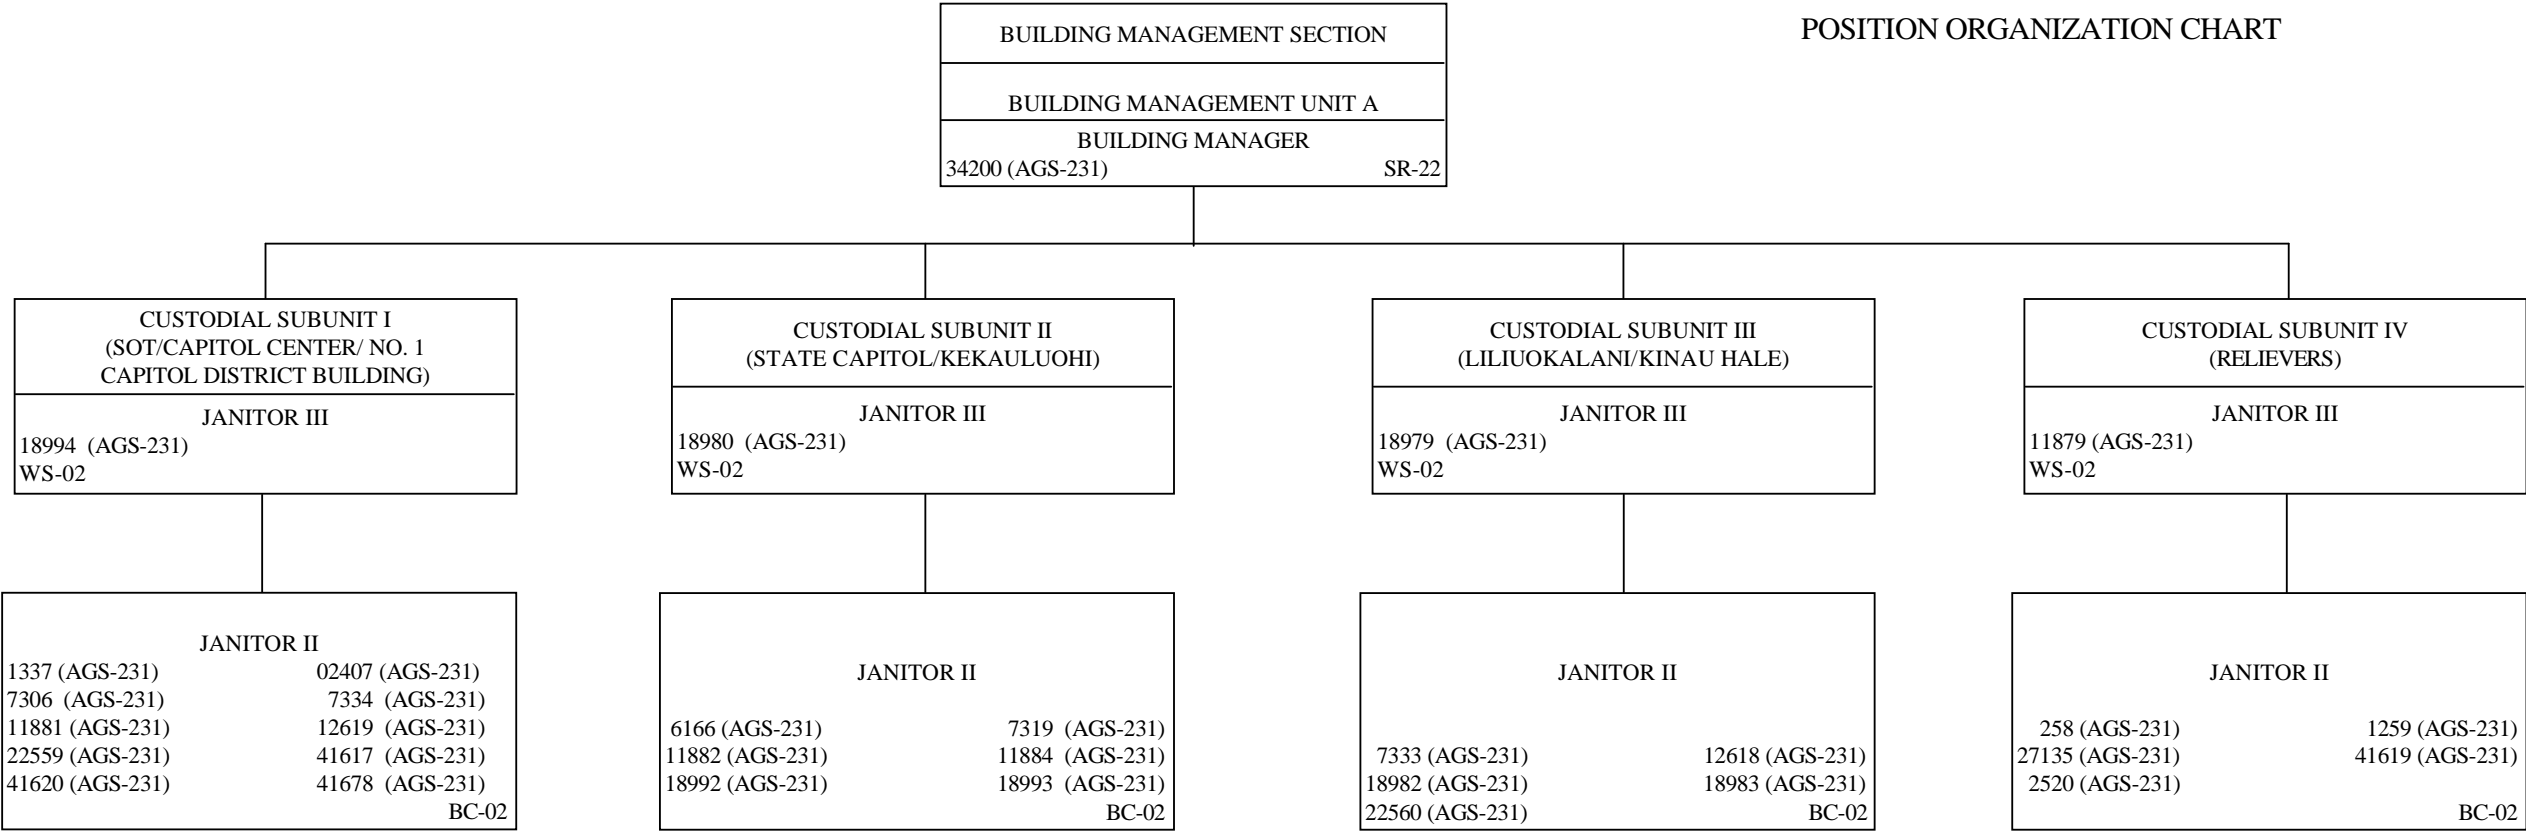 POSITION ORGANIZATION CHART
BUILDING MANAGEMENT SECTION
BUILDING MANAGEMENT UNIT A
BUILDING MANAGER
34200 (AGS-231) SR-22
CUSTODIAL SUBUNIT I
(SOT/CAPITOL CENTER/ NO. 1
CAPITOL DISTRICT BUILDING)
JANITOR III
18994 (AGS-231)
WS-02
CUSTODIAL SUBUNIT II
(STATE CAPITOL/KEKAULUOHI)
JANITOR III
18980 (AGS-231)
WS-02
CUSTODIAL SUBUNIT III
(LILIUOKALANI/KINAU HALE)
JANITOR III
18979 (AGS-231)
WS-02
CUSTODIAL SUBUNIT IV
(RELIEVERS)
JANITOR III
11879 (AGS-231)
WS-02
JANITOR II
1337 (AGS-231) 02407 (AGS-231)
7306 (AGS-231) 7334 (AGS-231)
11881 (AGS-231) 12619 (AGS-231)
22559 (AGS-231) 41617 (AGS-231)
41620 (AGS-231) 41678 (AGS-231)
BC-02
JANITOR II
6166 (AGS-231) 7319 (AGS-231)
11882 (AGS-231) 11884 (AGS-231)
18992 (AGS-231) 18993 (AGS-231)
BC-02
JANITOR II
7333 (AGS-231) 12618 (AGS-231)
18982 (AGS-231) 18983 (AGS-231)
22560 (AGS-231) BC-02
JANITOR II
258 (AGS-231) 1259 (AGS-231)
27135 (AGS-231) 41619 (AGS-231)
2520 (AGS-231)
BC-02